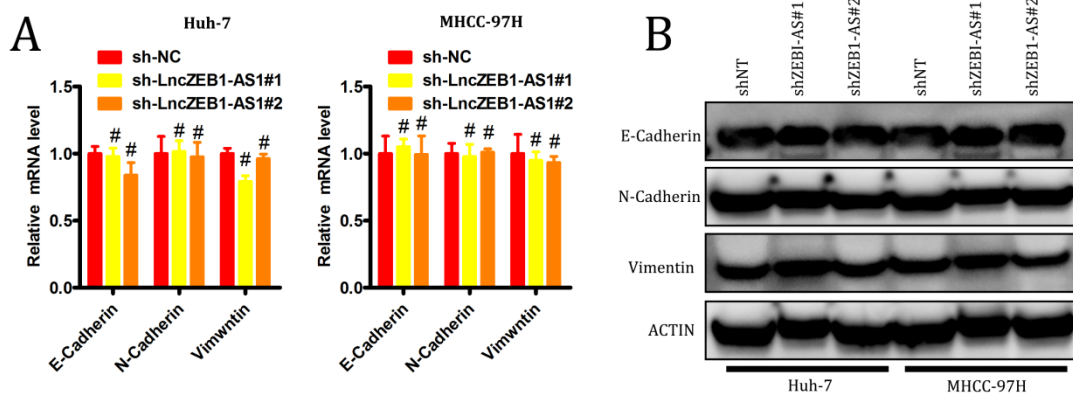 A
Huh-7
sh-NC
sh-LncZEB1-AS1#1
sh-LncZEB1-AS1#2
Relative mRNA level
1.5
1.0
0.5
0.0
# # # # # #
E-Cadherin
N-Cadherin
Vimwntin
MHCC-97H
sh-NC
sh-LncZEB1-AS1#1
sh-LncZEB1-AS1#2
Relative mRNA level
1.5
1.0
0.5
0.0
# # # # # #
E-Cadherin
N-Cadherin
Vimwntin
B
shNT
shZEBI-AS#1
shZEB1-AS#2
shNT
shZEBI-AS#1
shZEB1-AS#2
E-Cadherin
N-Cadherin
Vimentin
ACTIN
Huh-7
MHCC-97H